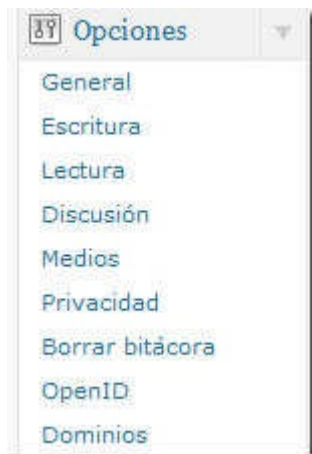 Opciones
General
Escritura
Lectura
Discusión
Medios
Privacidad
Borrar bitácora
OpenID
Dominios